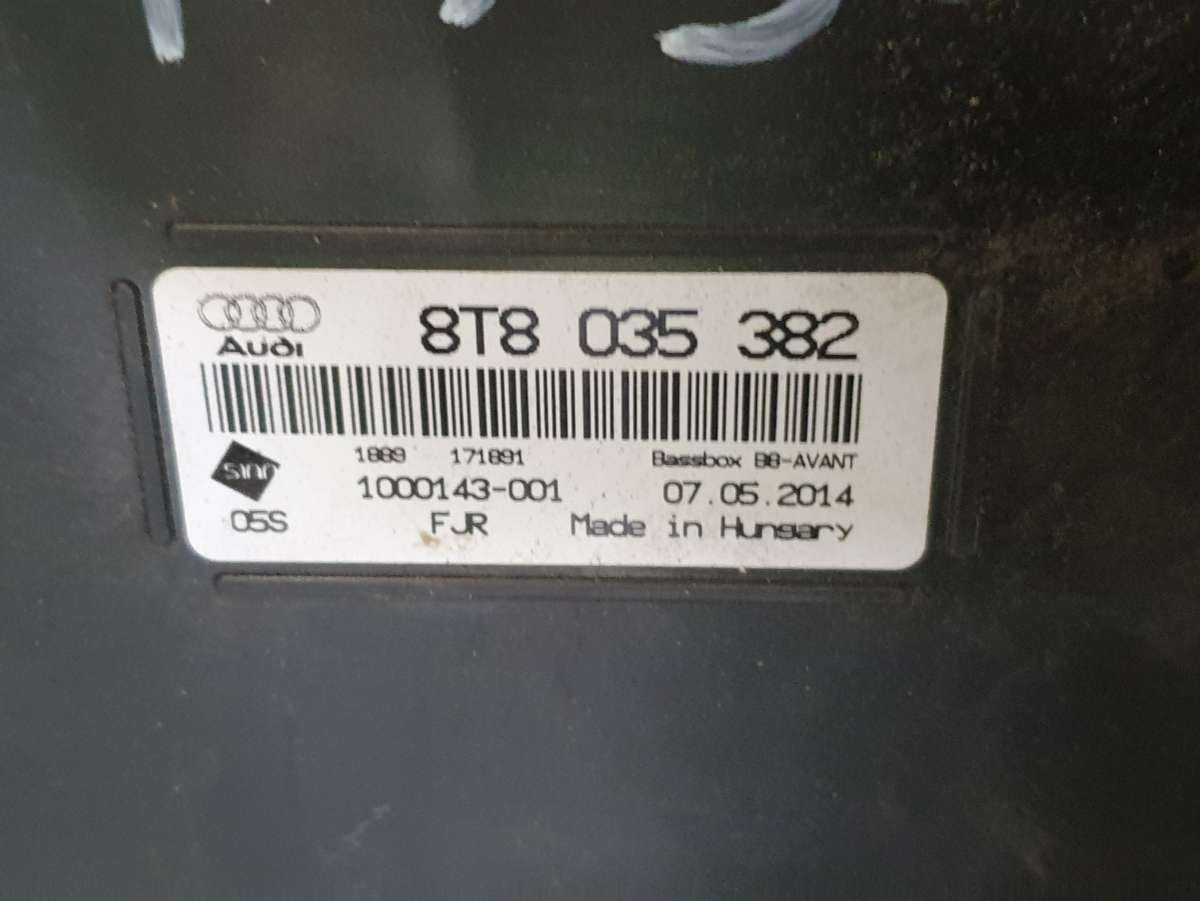 Audi 8T8 035 382
1889 171891 Bassbox B8-AVANT
1000143-001 07.05.2014
05S FJR Made in Hungary